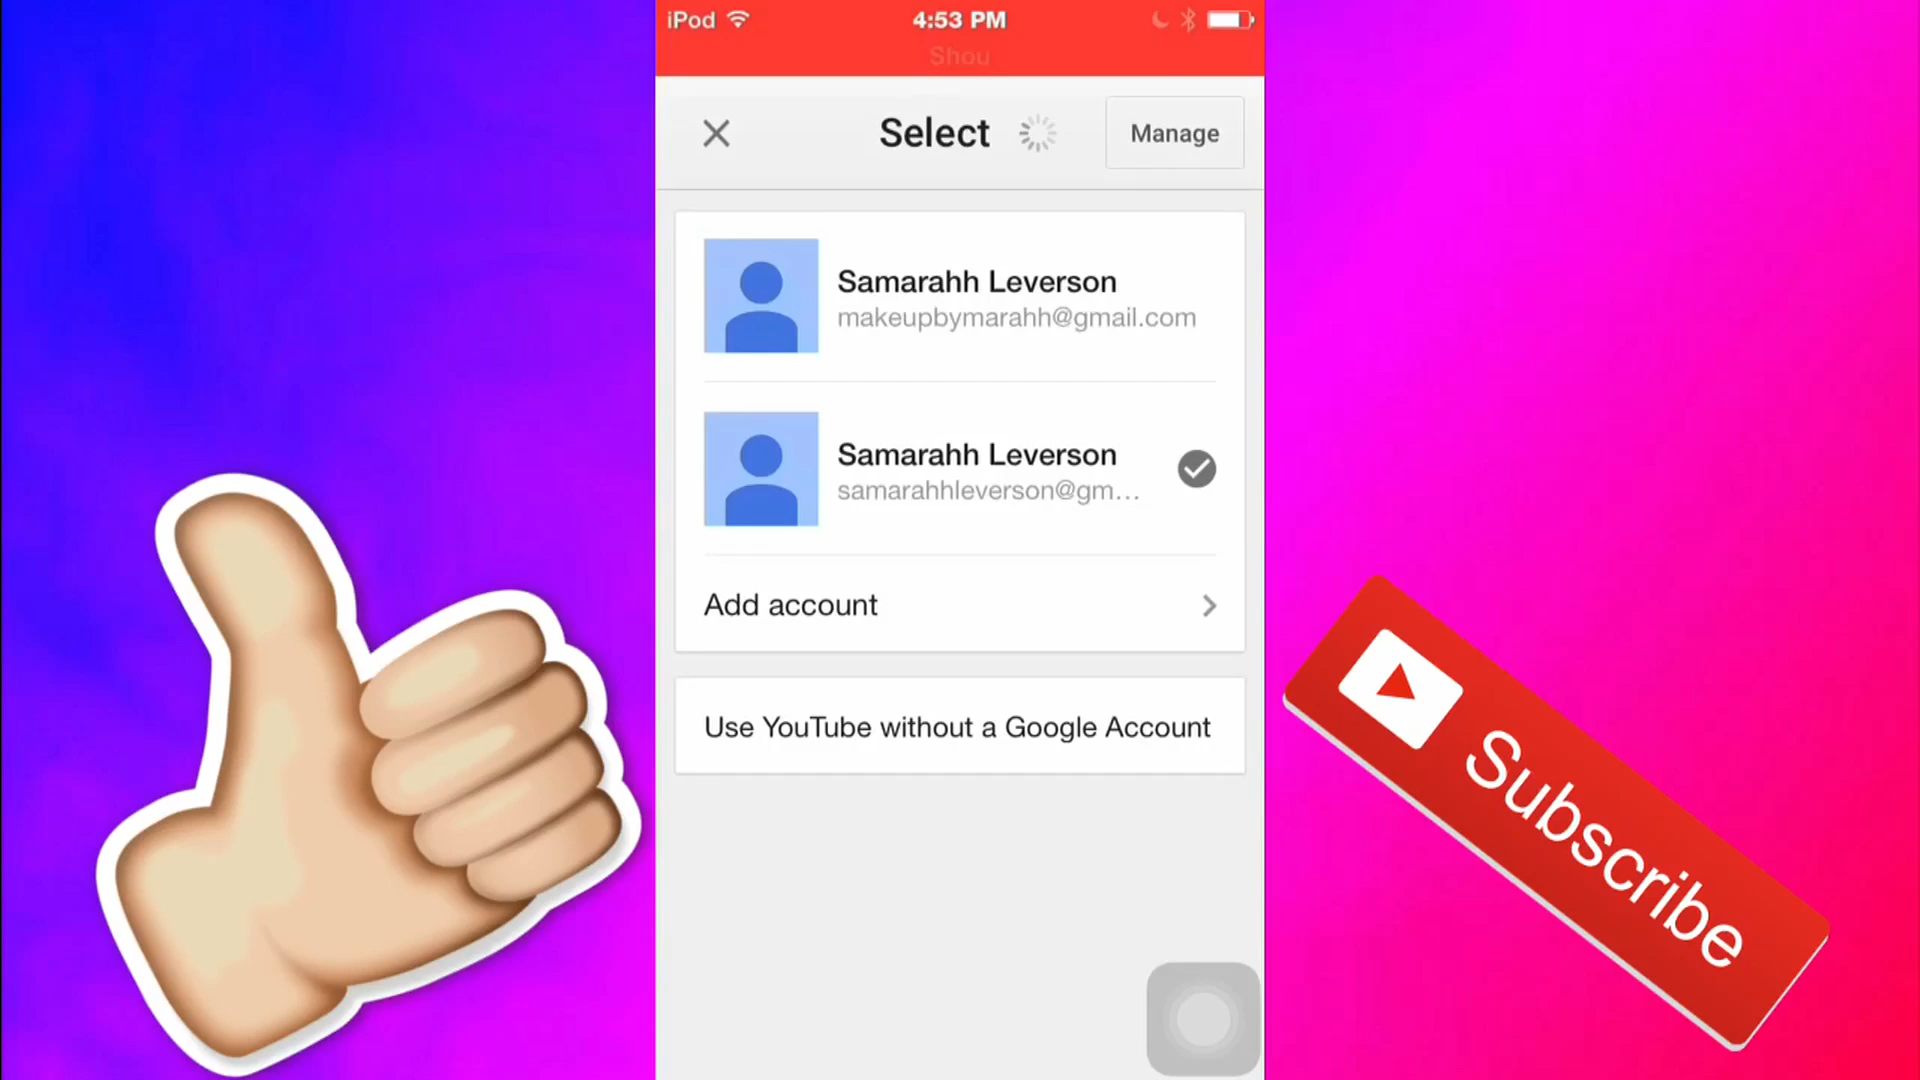 iPod
4:53 PM
Shou
Select
Manage
Samarahh Leverson
makeupbymarahh@gmail.com
Samarahh Leverson
samarahhleverson@gm...
Add account
Use YouTube without a Google Account
Subscribe